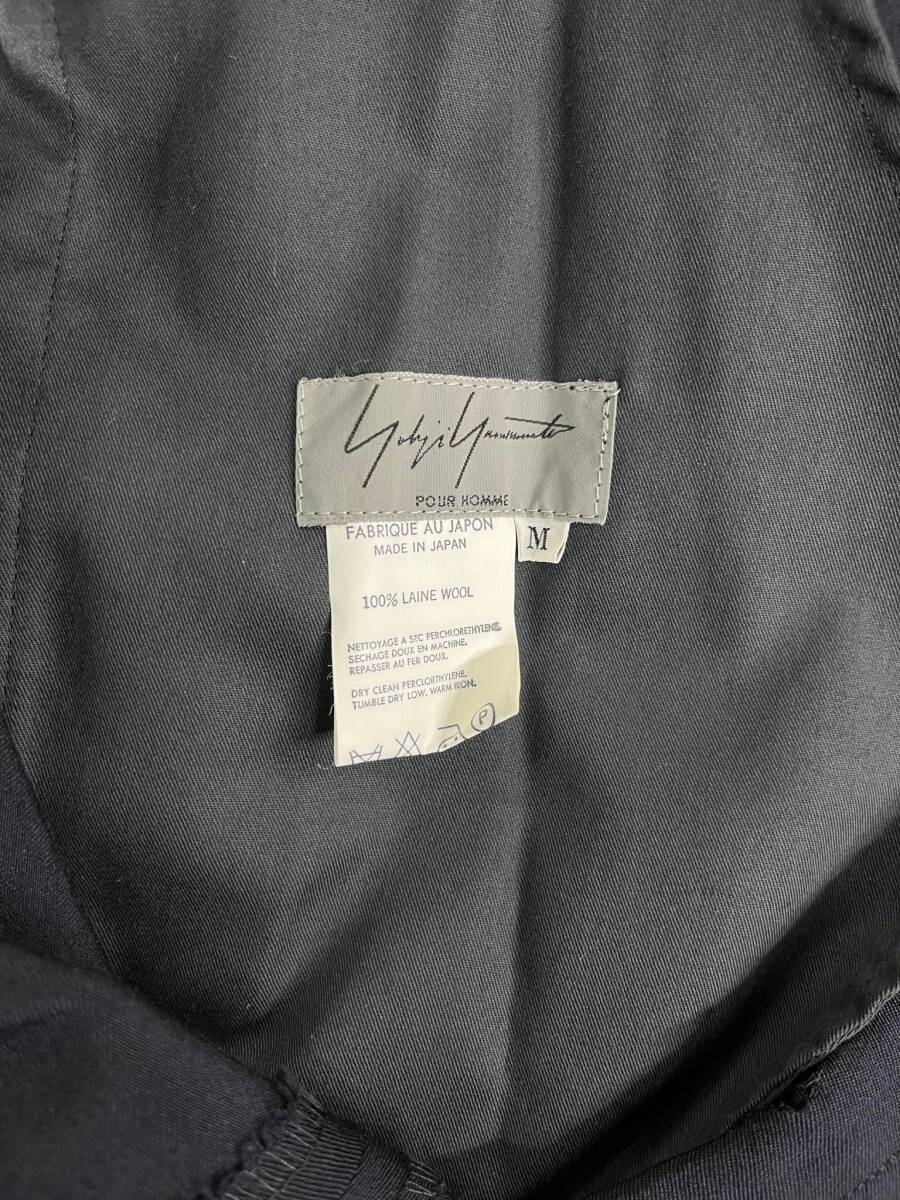 Yohji Yamamoto
POUR HOMME
M
FABRIQUE AU JAPON
MADE IN JAPAN
100% LAINE WOOL
NETTOYAGE A SEC PERCHLORETHYLENE.
SECHAGE DOUX EN MACHINE.
REPASSER AU FER DOUX.
DRY CLEAN PERCLORTHYLENE.
TUMBLE DRY LOW. WARM IRON.
P